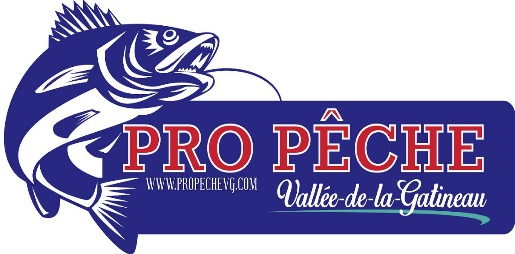 PRO PÊCHE
WWW.PROPECHEVG.COM
Vallée-de-la-Gatineau